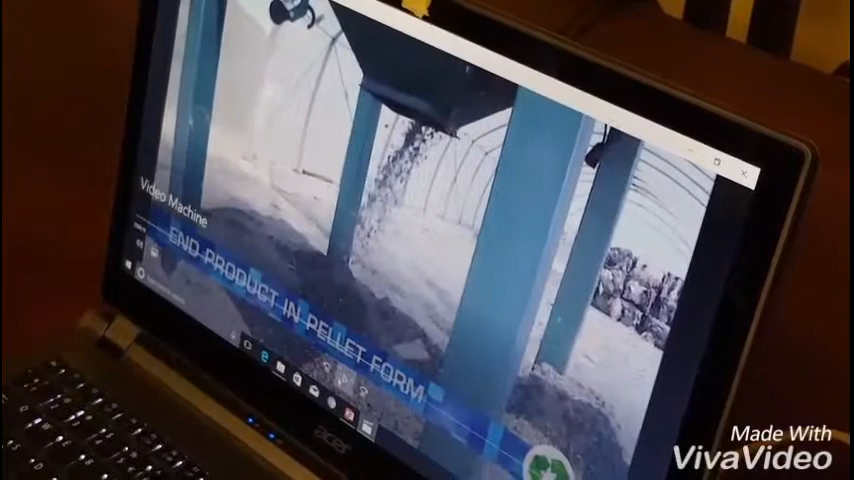 Video Machine
END PRODUCT IN PELLET FORM
acer
Made With
VivaVideo